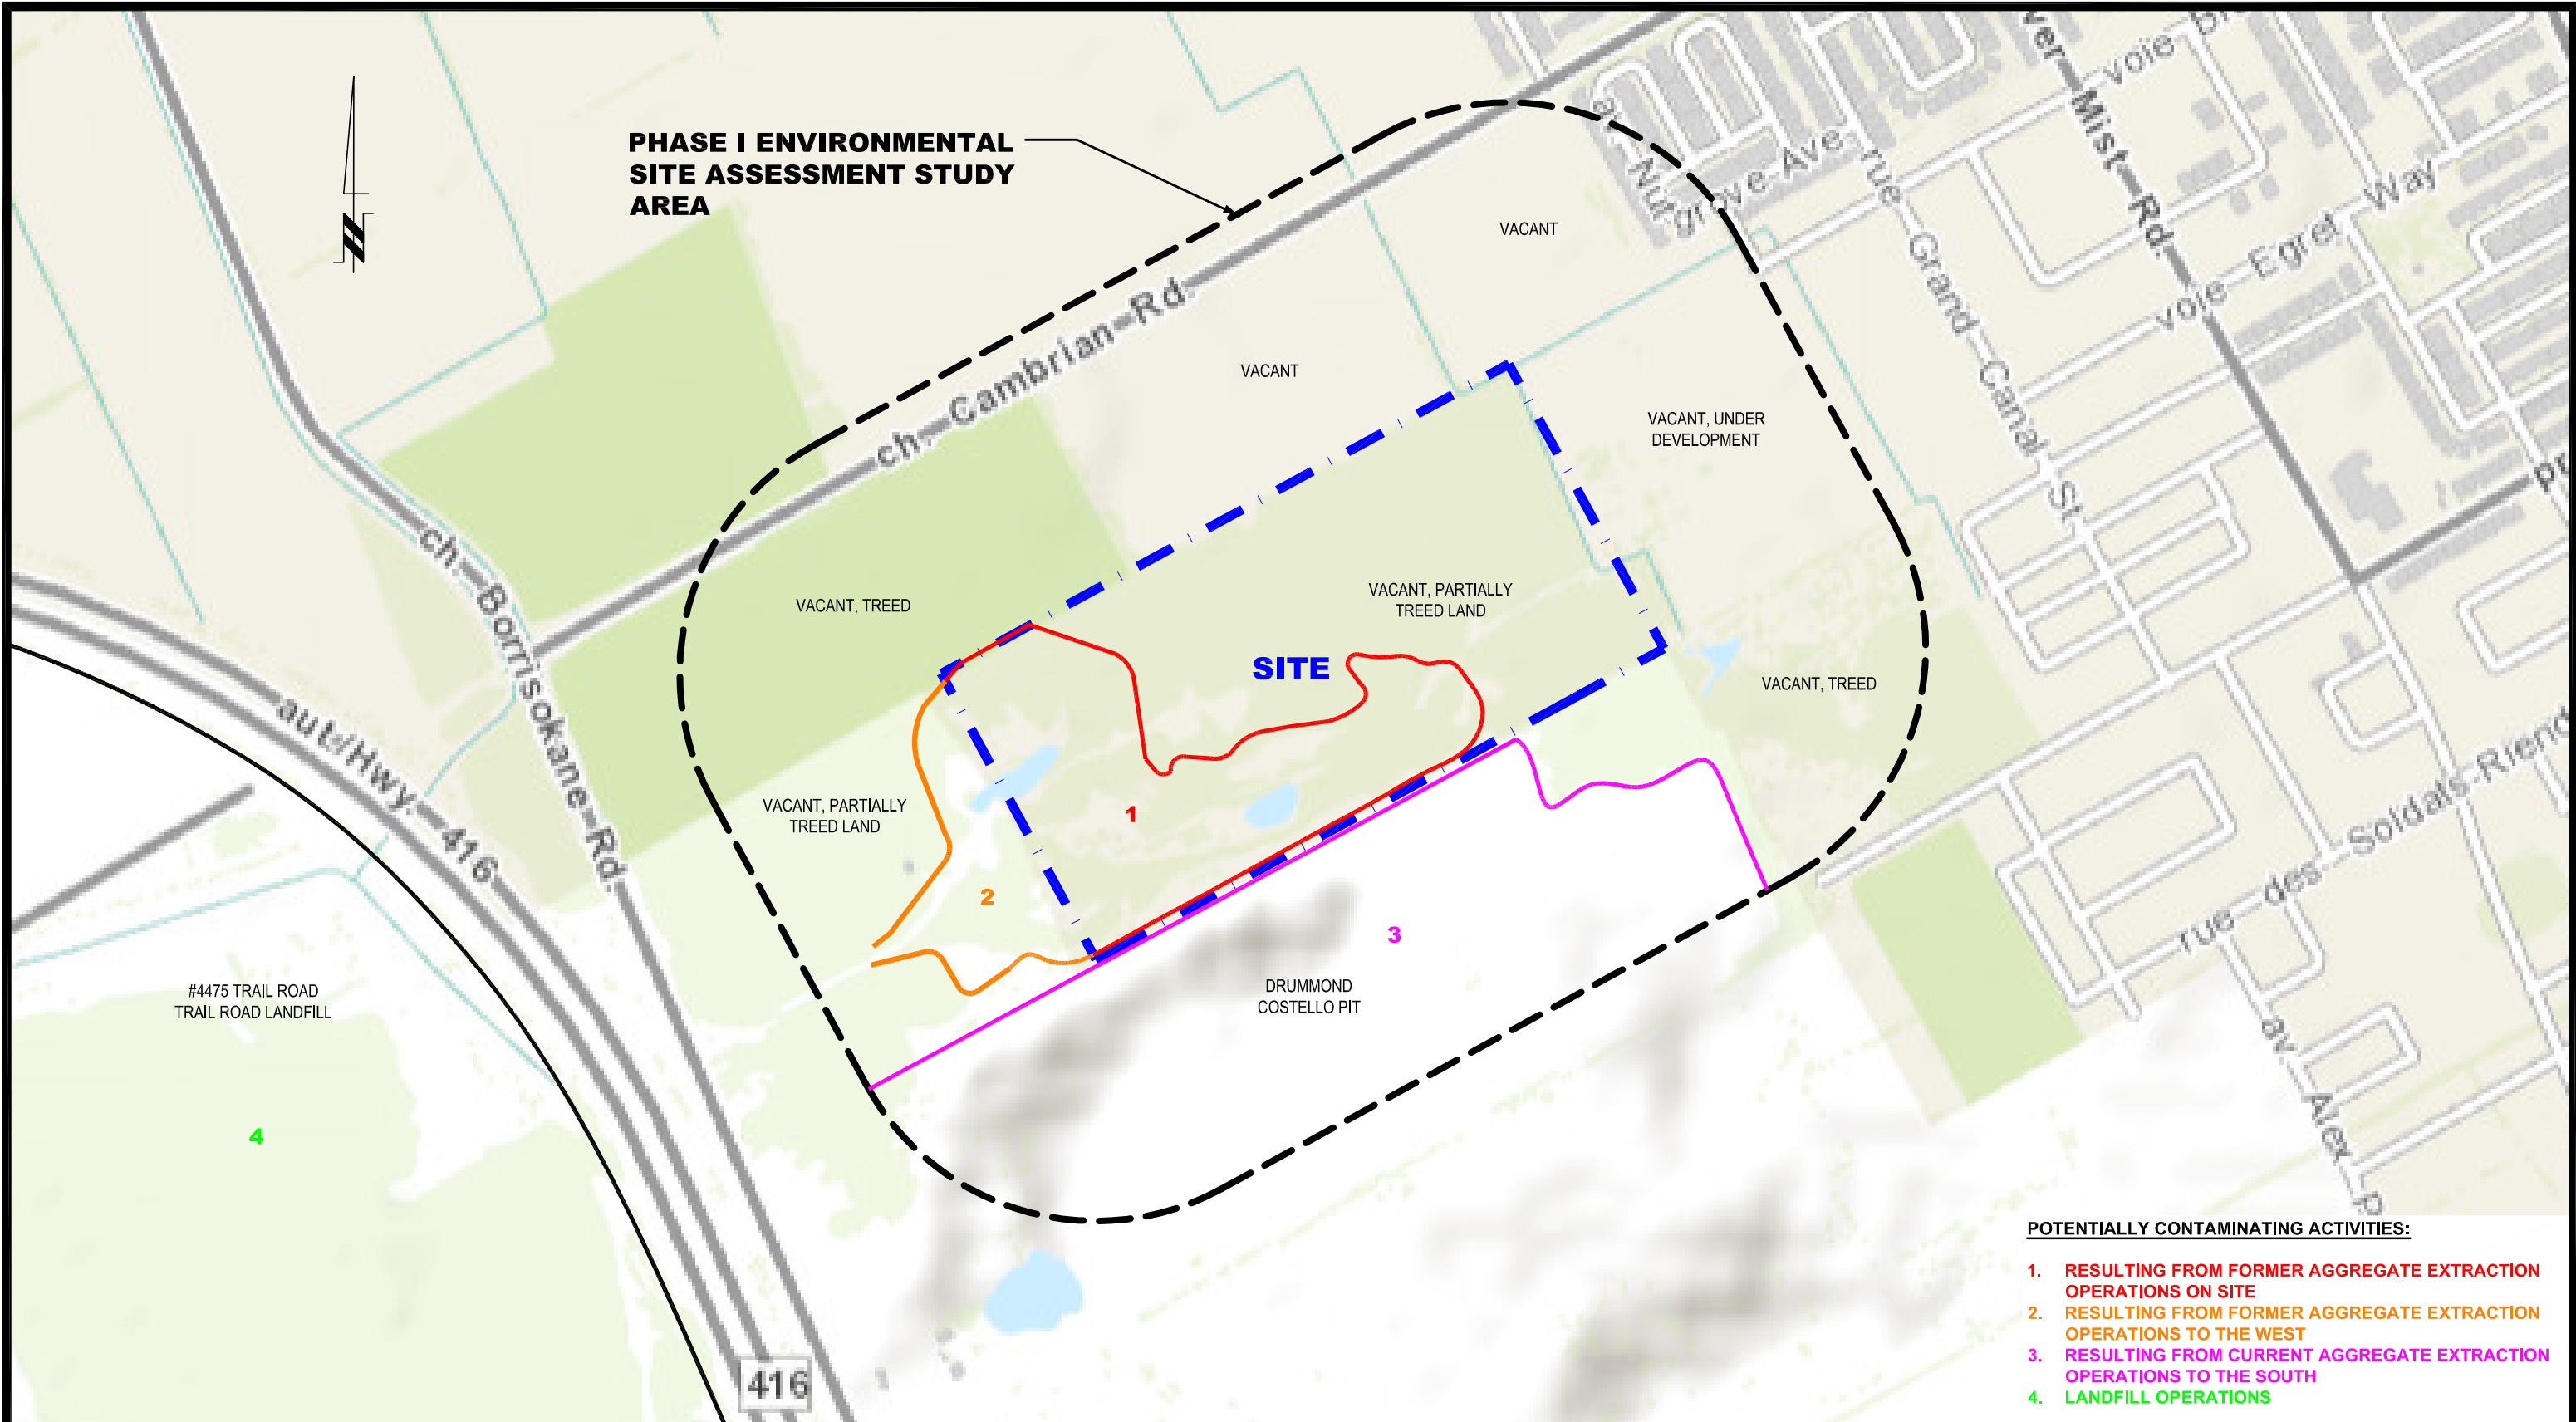 PHASE I ENVIRONMENTAL
SITE ASSESSMENT STUDY
AREA
N
VACANT
VACANT
ch. Cambrian Rd.
VACANT, UNDER
DEVELOPMENT
VACANT, TREED
VACANT, PARTIALLY
TREED LAND
SITE
VACANT, TREED
VACANT, PARTIALLY
TREED LAND
1
2
3
DRUMMOND
COSTELLO PIT
#4475 TRAIL ROAD
TRAIL ROAD LANDFILL
4
ch. Borrisokane Rd.
aut./Hwy. 416
416
Mist Rd.
voie
voie Egret Way
rue Grand Canal St
grove Ave
rue des Soldats-Riend
av. Alex
POTENTIALLY CONTAMINATING ACTIVITIES:
1. RESULTING FROM FORMER AGGREGATE EXTRACTION
OPERATIONS ON SITE
2. RESULTING FROM FORMER AGGREGATE EXTRACTION
OPERATIONS TO THE WEST
3. RESULTING FROM CURRENT AGGREGATE EXTRACTION
OPERATIONS TO THE SOUTH
4. LANDFILL OPERATIONS